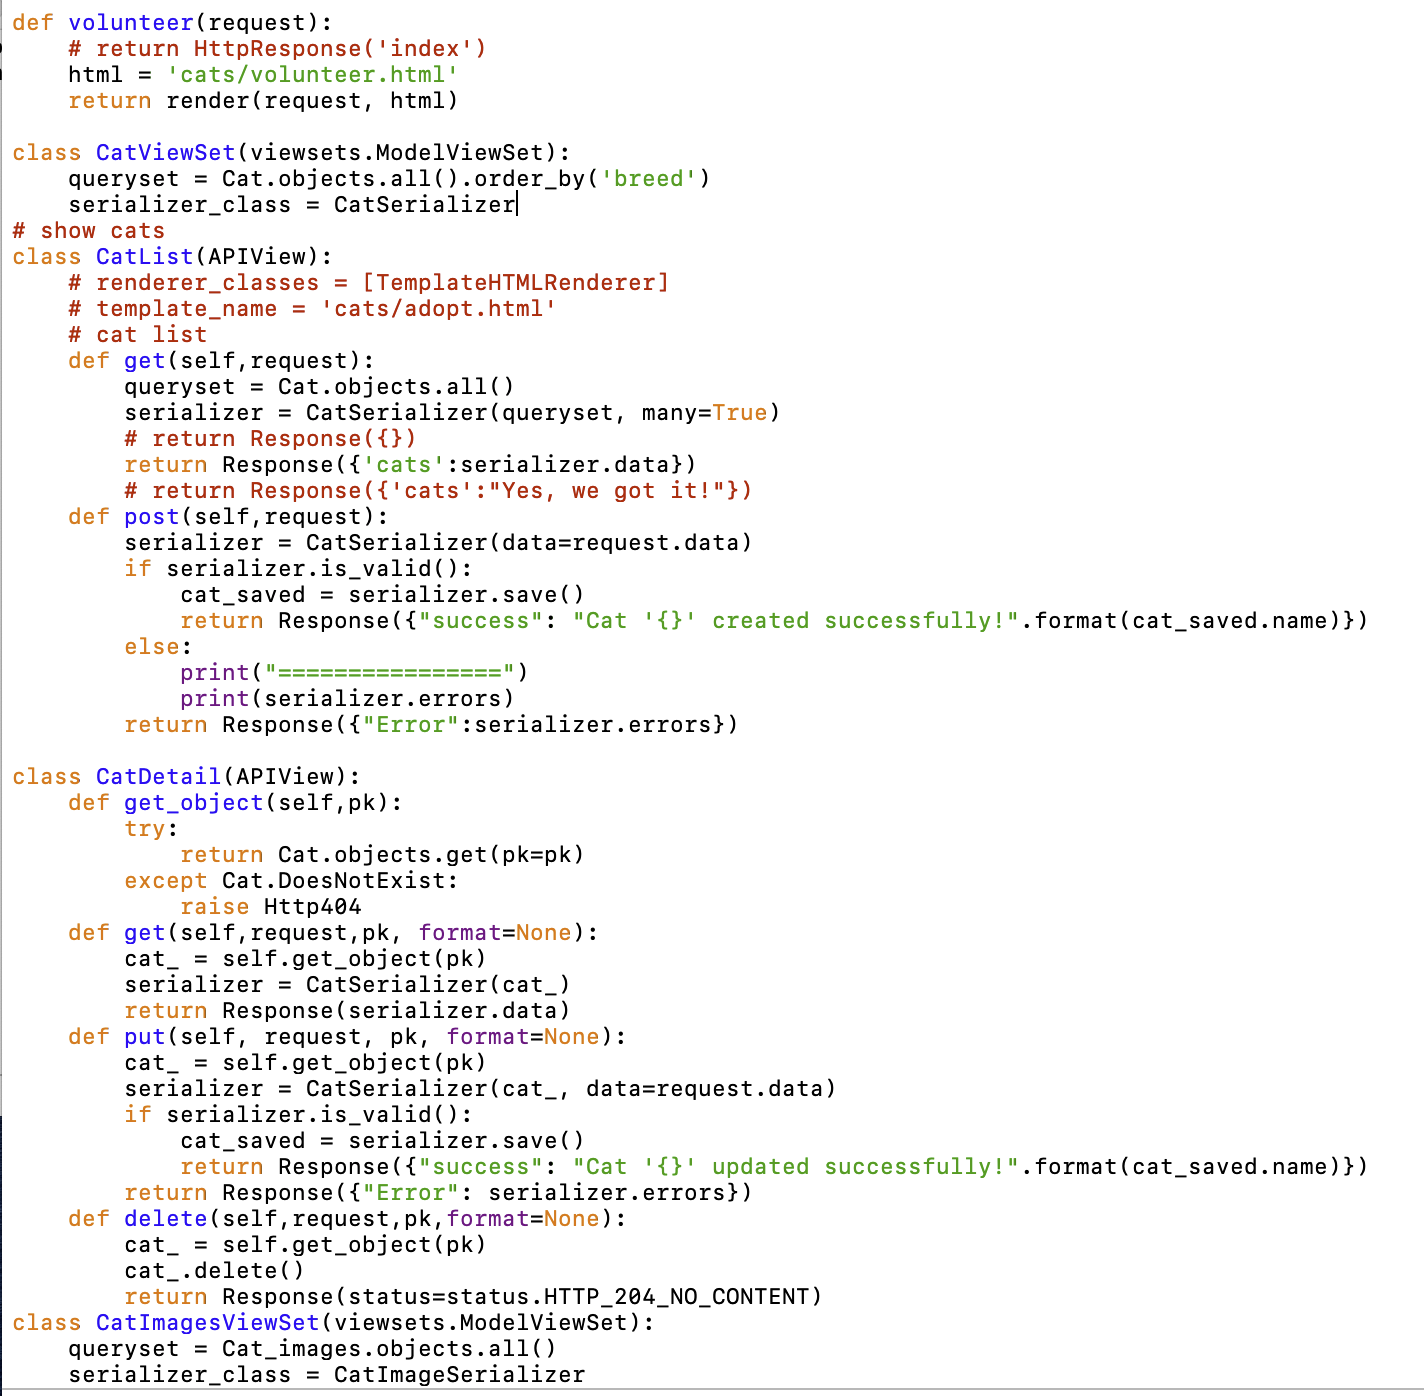 def volunteer(request):
    # return HttpResponse('index')
    html = 'cats/volunteer.html'
    return render(request, html)

class CatViewSet(viewsets.ModelViewSet):
    queryset = Cat.objects.all().order_by('breed')
    serializer_class = CatSerializer
# show cats
class CatList(APIView):
    # renderer_classes = [TemplateHTMLRenderer]
    # template_name = 'cats/adopt.html'
    # cat list
    def get(self,request):
        queryset = Cat.objects.all()
        serializer = CatSerializer(queryset, many=True)
        # return Response({})
        return Response({'cats':serializer.data})
        # return Response({'cats':"Yes, we got it!"})
    def post(self,request):
        serializer = CatSerializer(data=request.data)
        if serializer.is_valid():
            cat_saved = serializer.save()
            return Response({"success": "Cat '{}' created successfully!".format(cat_saved.name)})
        else:
            print("================")
            print(serializer.errors)
        return Response({"Error":serializer.errors})

class CatDetail(APIView):
    def get_object(self,pk):
        try:
            return Cat.objects.get(pk=pk)
        except Cat.DoesNotExist:
            raise Http404
    def get(self,request,pk, format=None):
        cat_ = self.get_object(pk)
        serializer = CatSerializer(cat_)
        return Response(serializer.data)
    def put(self, request, pk, format=None):
        cat_ = self.get_object(pk)
        serializer = CatSerializer(cat_, data=request.data)
        if serializer.is_valid():
            cat_saved = serializer.save()
            return Response({"success": "Cat '{}' updated successfully!".format(cat_saved.name)})
        return Response({"Error": serializer.errors})
    def delete(self,request,pk,format=None):
        cat_ = self.get_object(pk)
        cat_.delete()
        return Response(status=status.HTTP_204_NO_CONTENT)
class CatImagesViewSet(viewsets.ModelViewSet):
    queryset = Cat_images.objects.all()
    serializer_class = CatImageSerializer